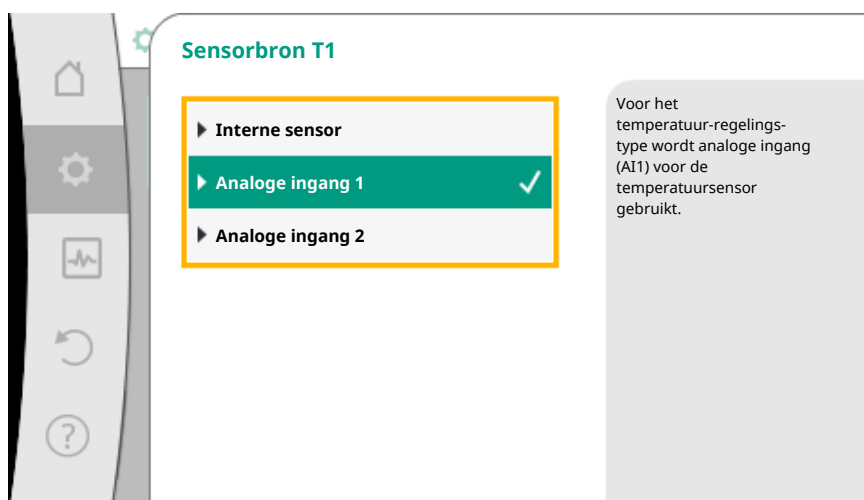 Sensorbron T1
Interne sensor
Analoge ingang 1
Analoge ingang 2
Voor het
temperatuur-regelings-
type wordt analoge ingang
(AI1) voor de
temperatuursensor
gebruikt.
?